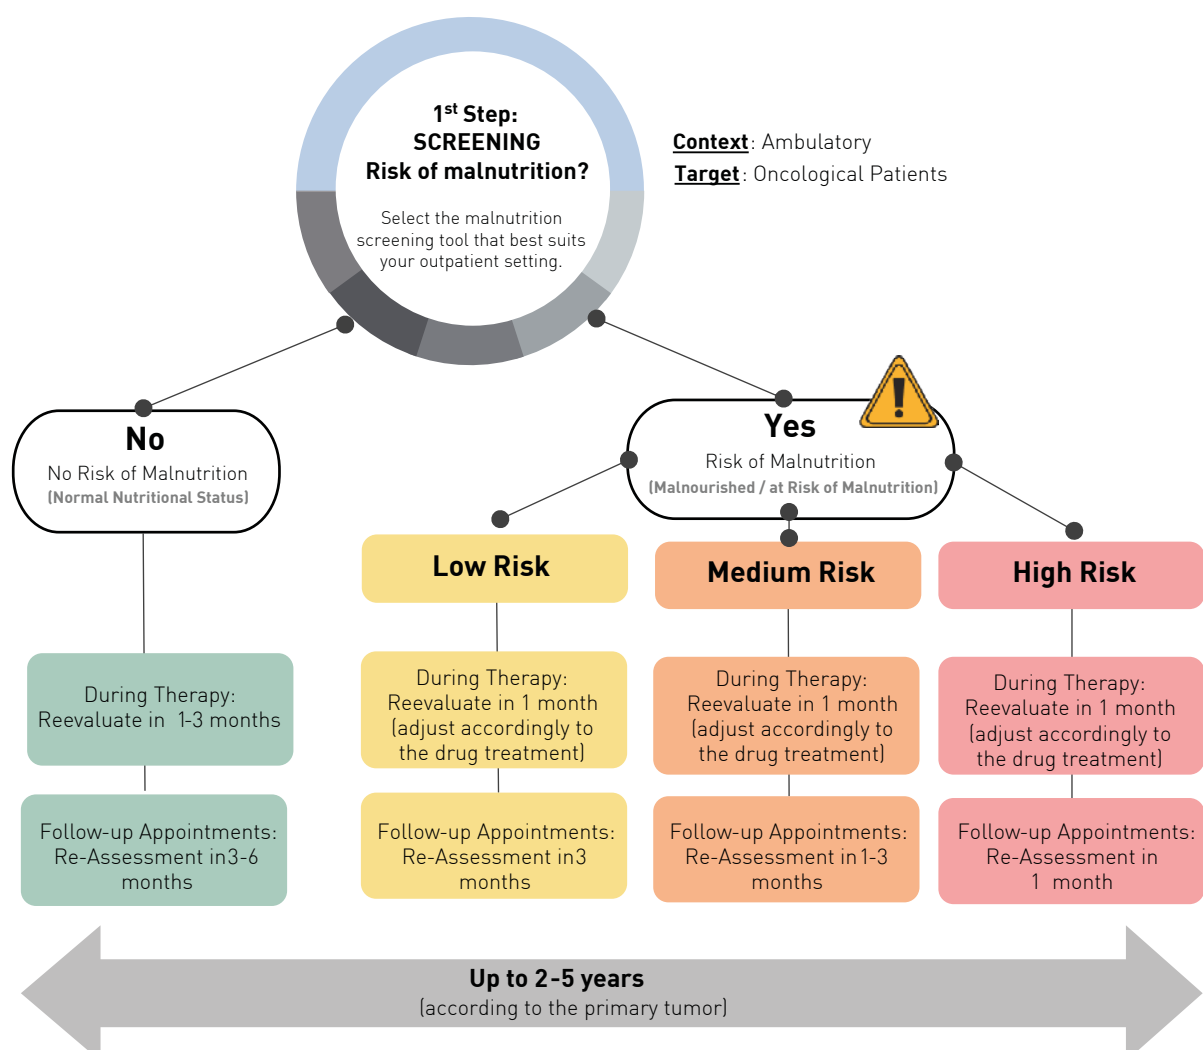 1st Step:
SCREENING
Risk of malnutrition?
Select the malnutrition
screening tool that best suits
your outpatient setting.
Context: Ambulatory
Target: Oncological Patients
No
No Risk of Malnutrition
(Normal Nutritional Status)
Yes
Risk of Malnutrition
(Malnourished / at Risk of Malnutrition)
Low Risk
Medium Risk
High Risk
During Therapy:
Reevaluate in 1-3 months
During Therapy:
Reevaluate in 1 month
(adjust accordingly to
the drug treatment)
During Therapy:
Reevaluate in 1 month
(adjust accordingly to
the drug treatment)
During Therapy:
Reevaluate in 1 month
(adjust accordingly to
the drug treatment)
Follow-up Appointments:
Re-Assessment in 3-6
months
Follow-up Appointments:
Re-Assessment in 3
months
Follow-up Appointments:
Re-Assessment in 1-3
months
Follow-up Appointments:
Re-Assessment in
1 month
Up to 2-5 years
(according to the primary tumor)